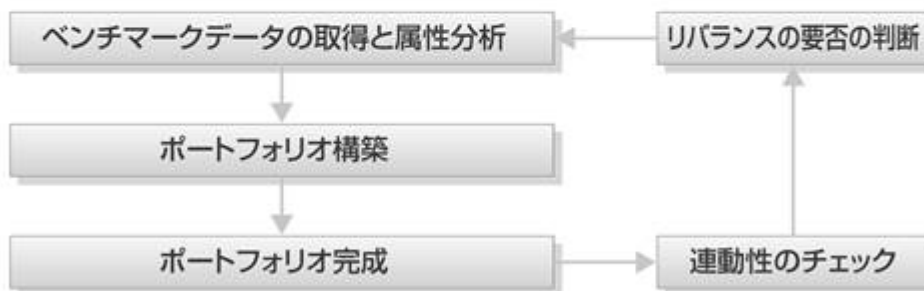 ベンチマークデータの取得と属性分析
リバランスの要否の判断
ポートフォリオ構築
ポートフォリオ完成
連動性のチェック